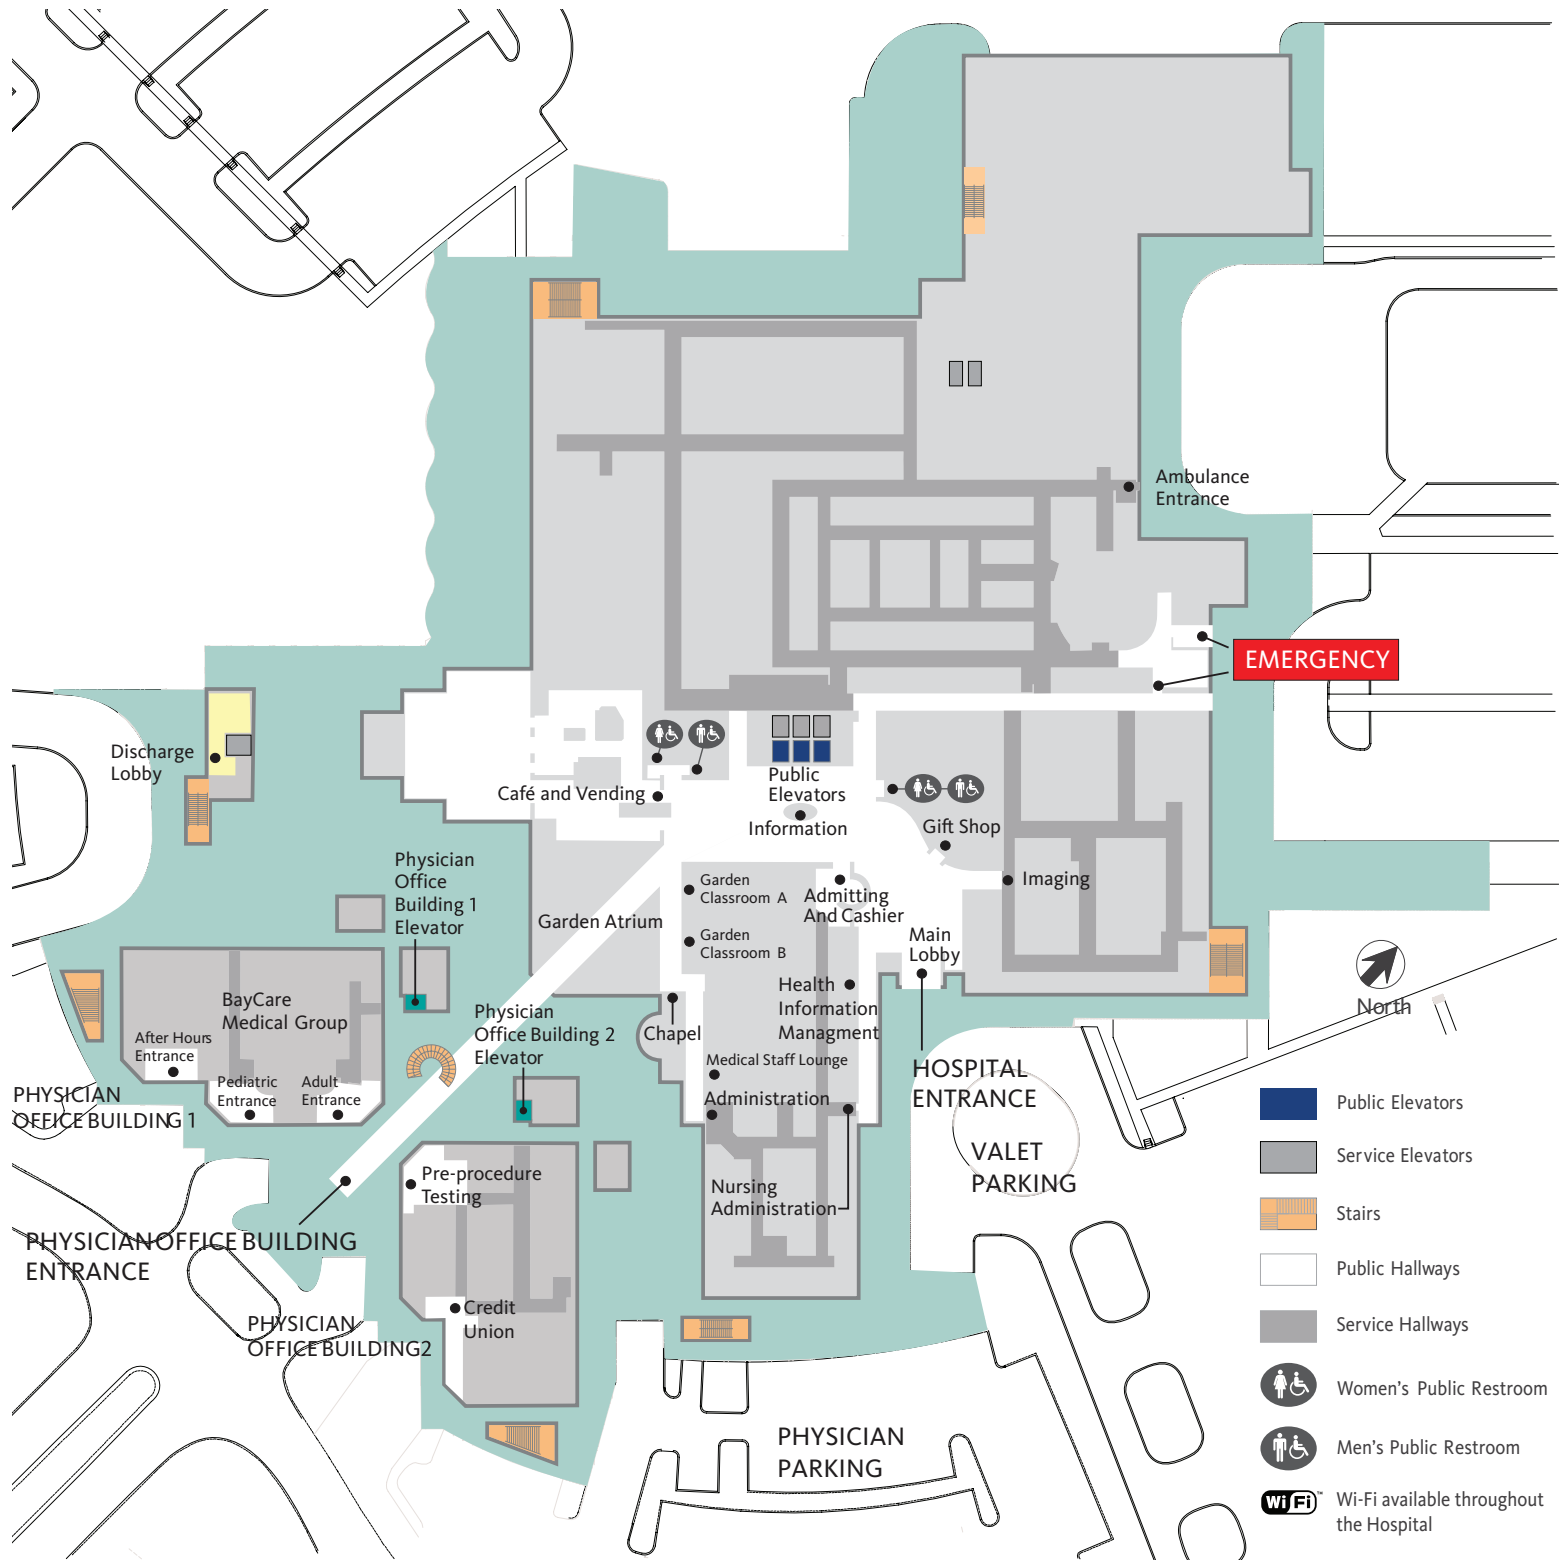 Ambulance
Entrance
EMERGENCY
Discharge
Lobby
Café and Vending
Public
Elevators
Information
Gift Shop
Physician
Office
Building 1
Elevator
Garden
Classroom A
Admitting
And Cashier
Imaging
Garden Atrium
Garden
Classroom B
Main
Lobby
BayCare
Medical Group
After Hours
Entrance
Pediatric
Entrance
Adult
Entrance
Physician
Office Building 2
Elevator
Chapel
Health
Information
Managment
Medical Staff Lounge
Administration
Nursing
Administration
North
HOSPITAL
ENTRANCE
VALET
PARKING
PHYSICIAN
OFFICE BUILDING 1
Pre-procedure
Testing
PHYSICIAN OFFICE BUILDING
ENTRANCE
Credit
Union
PHYSICIAN
OFFICE BUILDING 2
PHYSICIAN
PARKING
Public Elevators
Service Elevators
Stairs
Public Hallways
Service Hallways
Women's Public Restroom
Men's Public Restroom
Wi Fi™
Wi-Fi available throughout
the Hospital